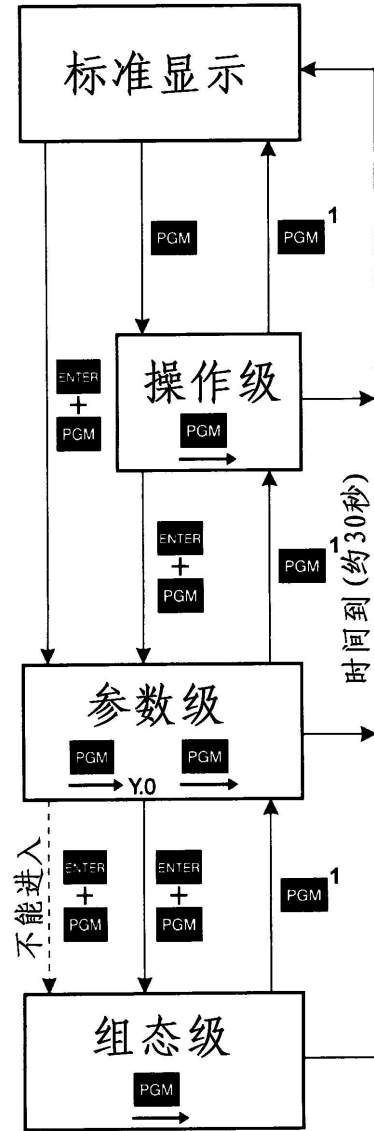 标准显示
PGM
PGM 1
ENTER
+
PGM
操作级
PGM
ENTER
+
PGM
PGM 1
时间到(约30秒)
参数级
PGM
Y.0
PGM
不能进入
ENTER
+
PGM
ENTER
+
PGM
PGM 1
组态级
PGM